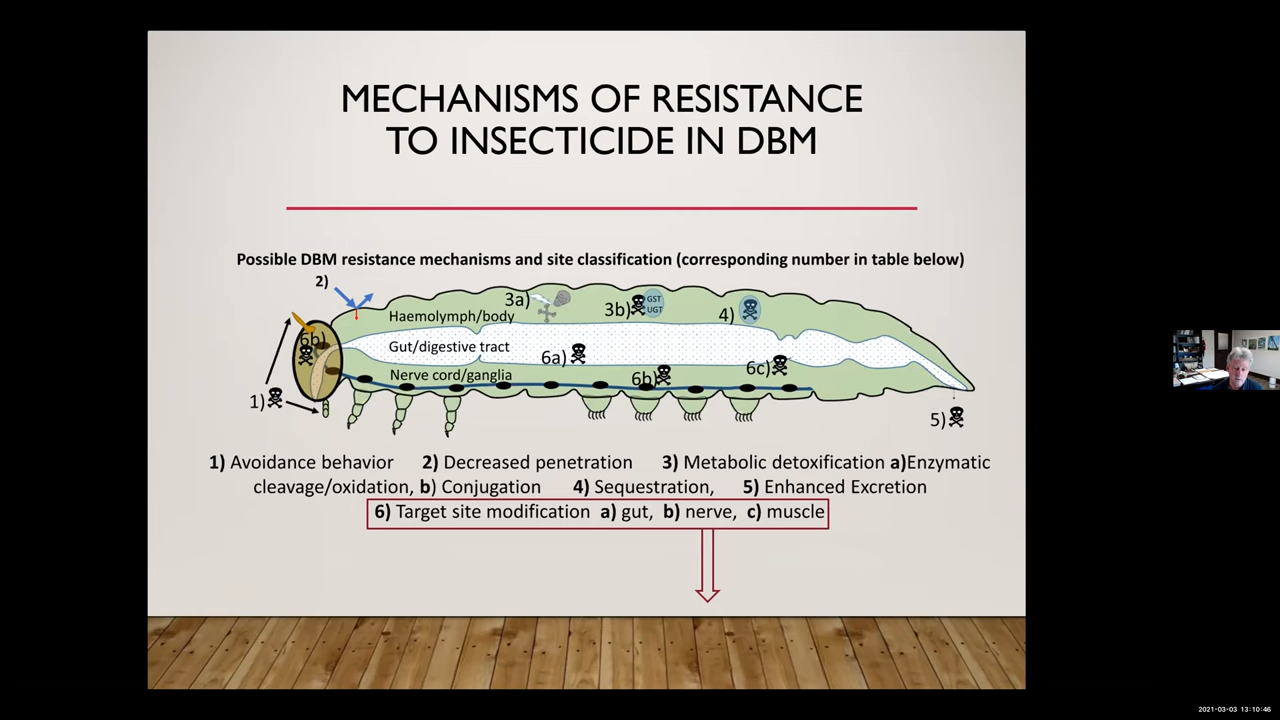 MECHANISMS OF RESISTANCE
TO INSECTICIDE IN DBM
Possible DBM resistance mechanisms and site classification (corresponding number in table below)
2)
3a)
3b)
GST
UGT
4)
Haemolymph/body
6b)
Gut/digestive tract
6a)
6c)
Nerve cord/ganglia
6b)
1)
5)
1) Avoidance behavior 2) Decreased penetration 3) Metabolic detoxification a)Enzymatic
cleavage/oxidation, b) Conjugation 4) Sequestration, 5) Enhanced Excretion
6) Target site modification a) gut, b) nerve, c) muscle
2021-03-03 13:10:46